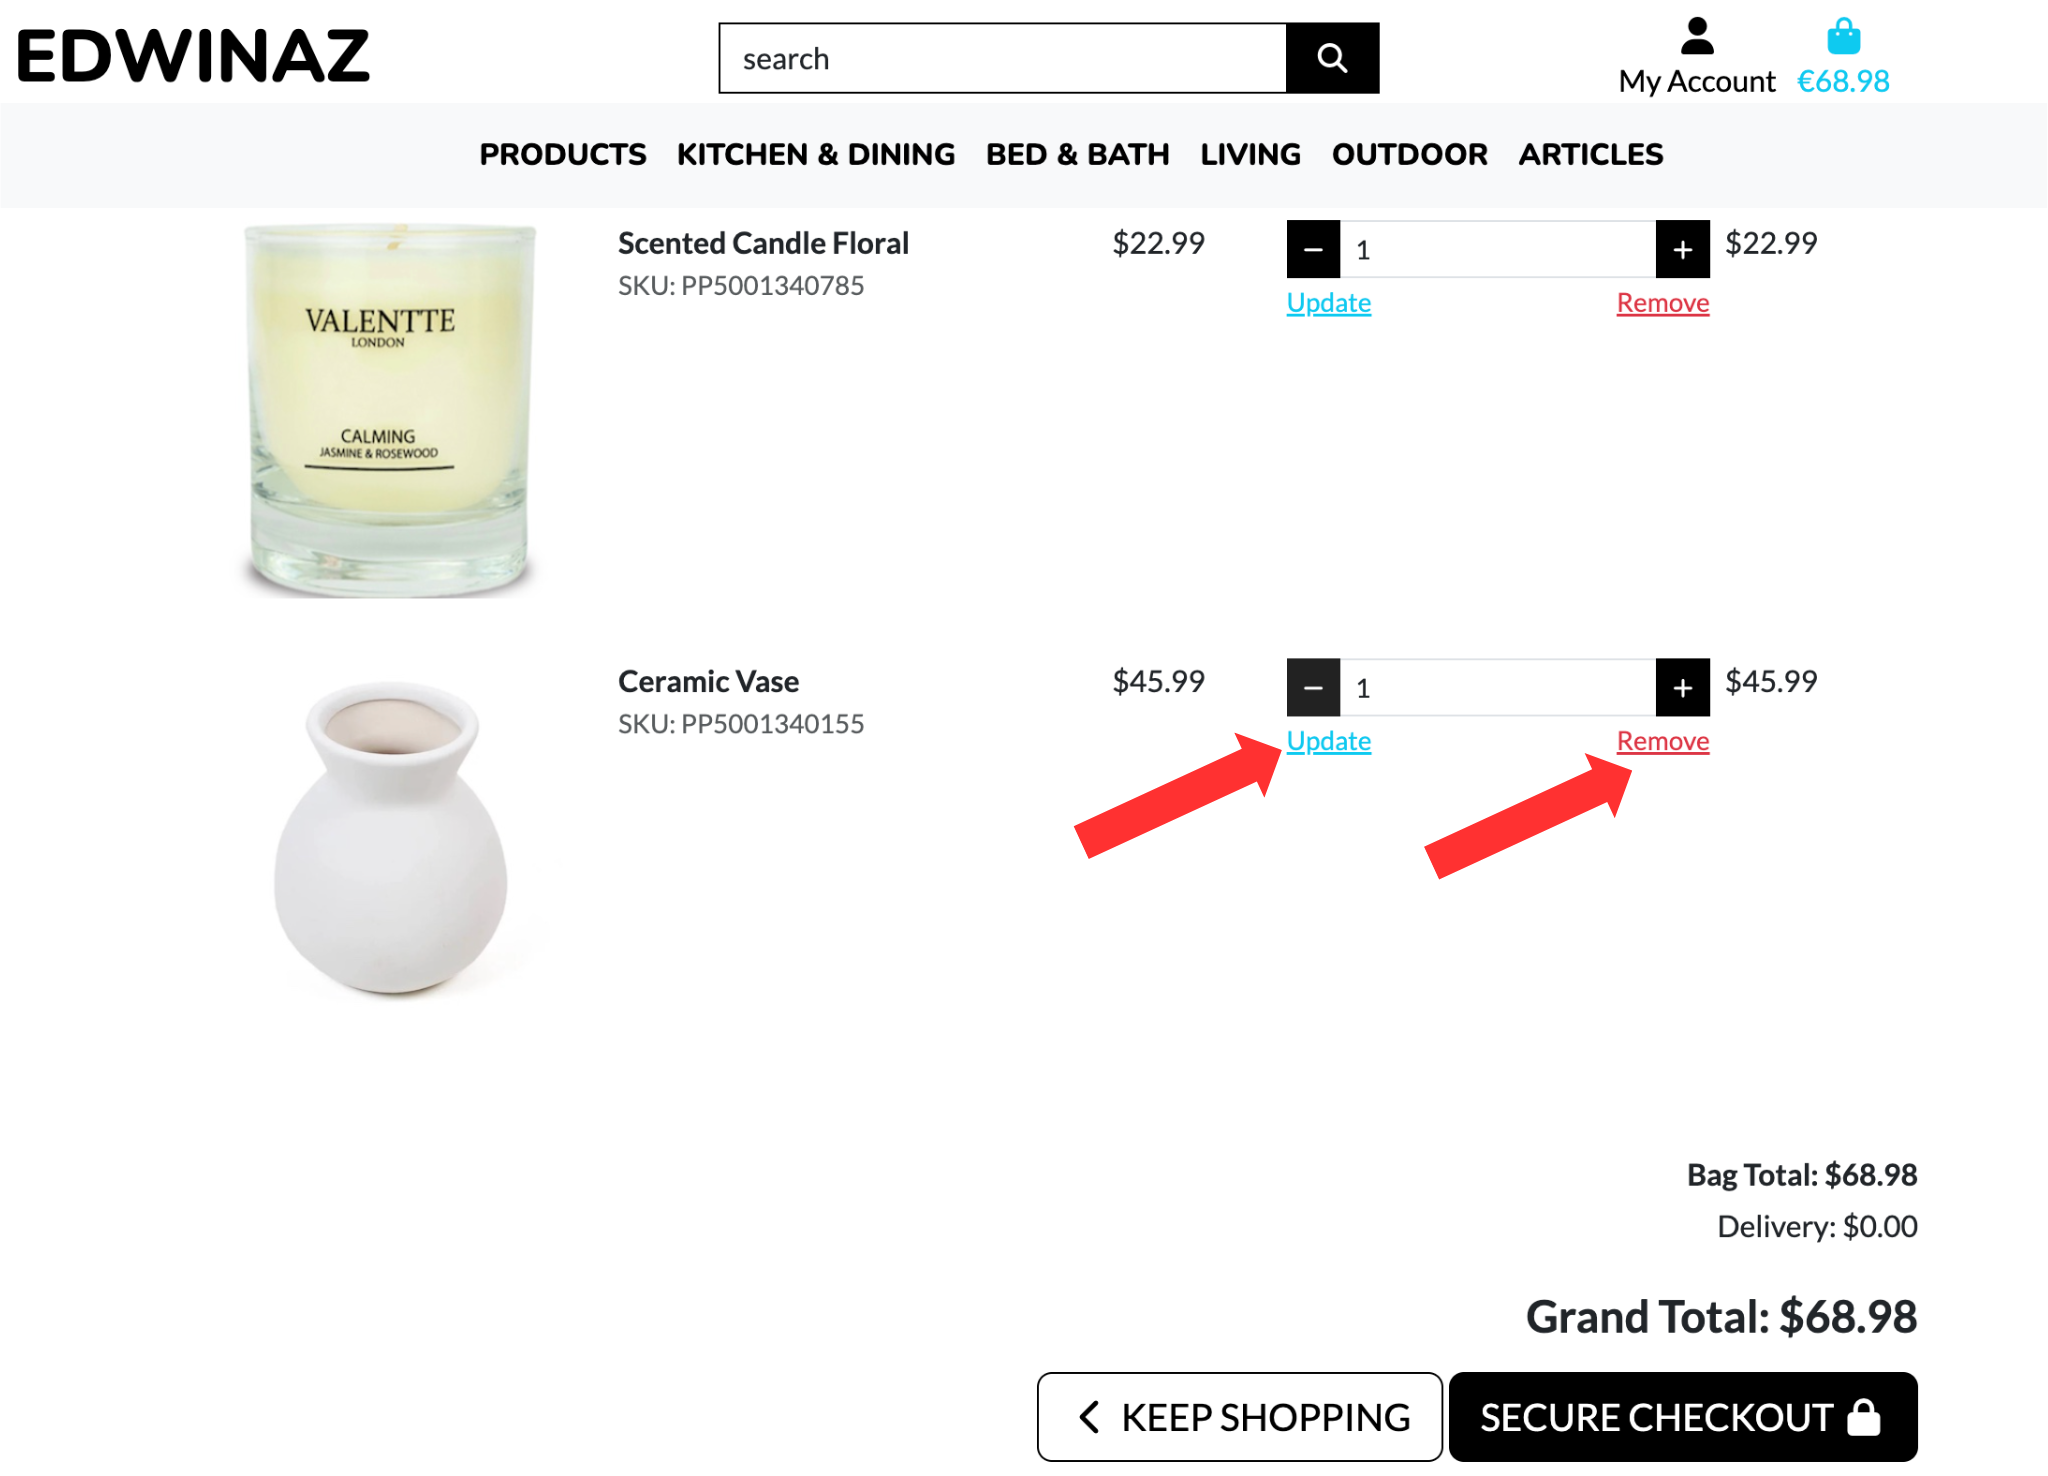 EDWINAZ
search
My Account
€68.98
PRODUCTS KITCHEN & DINING BED & BATH LIVING OUTDOOR ARTICLES
VALENTTE
LONDON
CALMING
JASMINE & ROSEWOOD
Scented Candle Floral
SKU: PP5001340785
$22.99
− 1 +
$22.99
Update Remove
Ceramic Vase
SKU: PP5001340155
$45.99
− 1 +
$45.99
Update Remove
Bag Total: $68.98
Delivery: $0.00
Grand Total: $68.98
KEEP SHOPPING
SECURE CHECKOUT